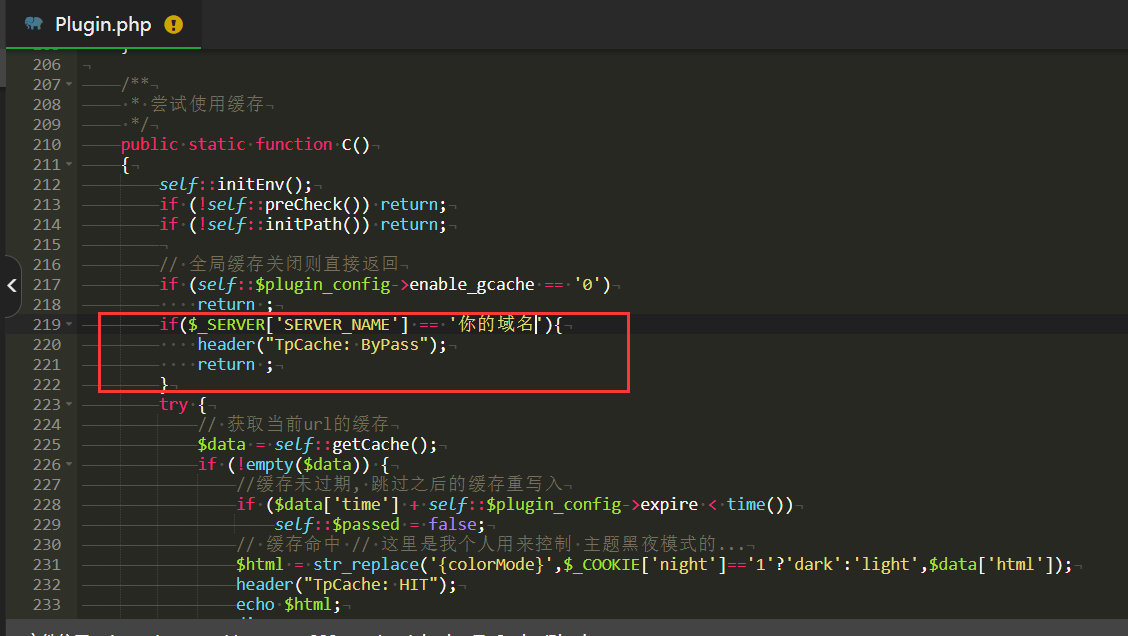 Plugin.php
206
207 /**
208 * 尝试使用缓存
209 */
210 public static function C()
211 {
212 self::initEnv();
213 if (!self::preCheck()) return;
214 if (!self::initPath()) return;
215
216 // 全局缓存关闭则直接返回
217 if (self::$plugin_config->enable_gcache == '0')
218 return ;
219 if($_SERVER['SERVER_NAME'] == '你的域名'){
220 header("TpCache: ByPass");
221 return ;
222 }
223 try {
224 // 获取当前url的缓存
225 $data = self::getCache();
226 if (!empty($data)) {
227 //缓存未过期, 跳过之后的缓存重写入
228 if ($data['time'] + self::$plugin_config->expire < time())
229 self::$passed = false;
230 // 缓存命中 // 这里是我个人用来控制 主题黑夜模式的...
231 $html = str_replace('{colorMode}',$_COOKIE['night']=='1'?'dark':'light',$data['html']);
232 header("TpCache: HIT");
233 echo $html;